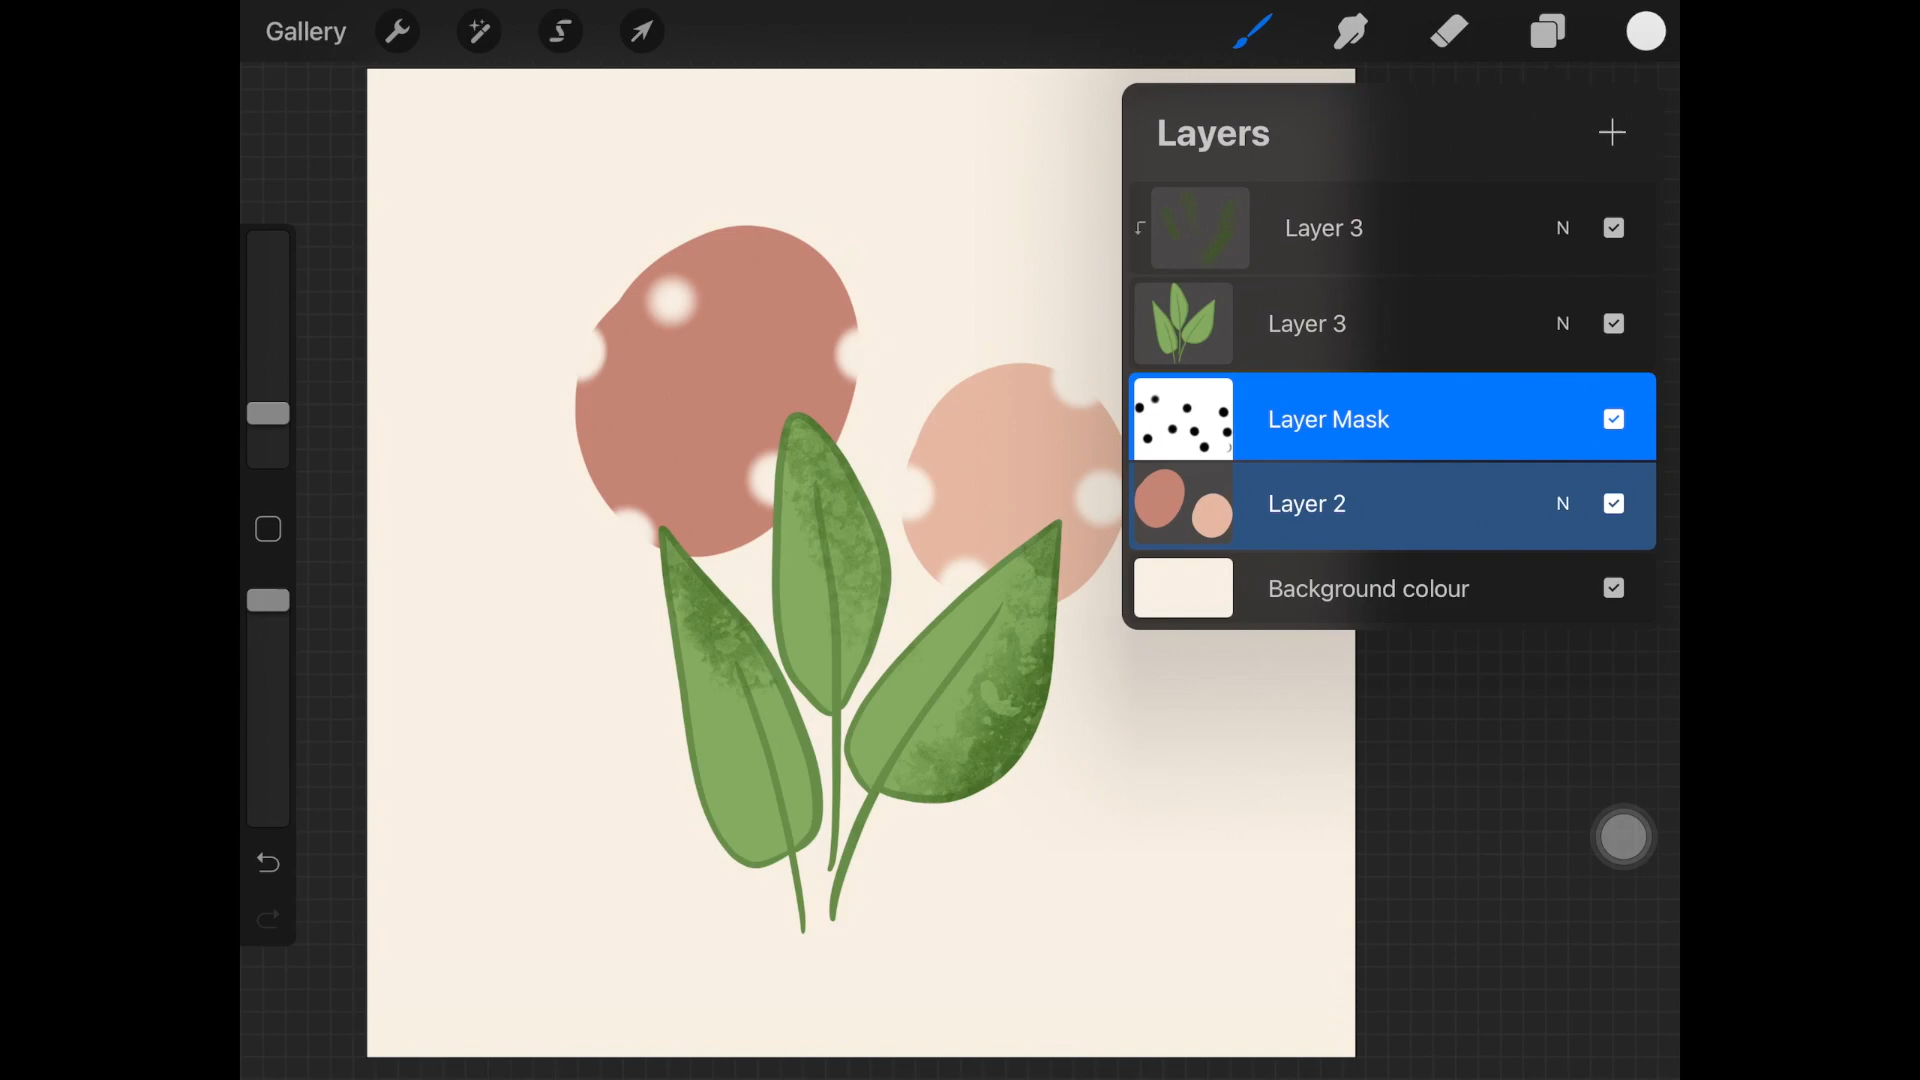 Gallery
Layers
Layer 3 N
Layer 3 N
Layer Mask
Layer 2 N
Background colour